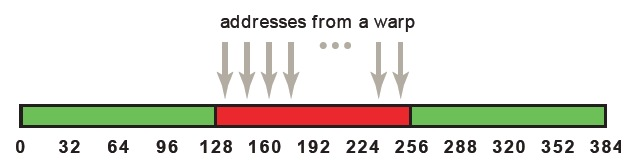 addresses from a warp
0 32 64 96 128 160 192 224 256 288 320 352 384